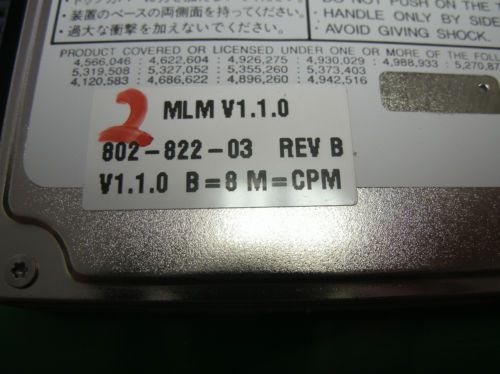 ・装置のベースの両側面を持ってください。
・過大な衝撃を加えないでください。
DO NOT PUSH ON THE
HANDLE ONLY BY SIDE
AVOID GIVING SHOCK.
PRODUCT COVERED OR LICENSED UNDER ONE OR MORE OF THE FOLL
4,566,046 : 4,622,604 : 4,926,275 : 4,930,029 : 4,988,933 : 5,270,87
5,319,508 : 5,327,052 : 5,355,260 : 5,373,403
4,120,583 : 4,686,622 : 4,896,260 : 4,942,516
2
MLM V1.1.0
802-822-03 REV B
V1.1.0 B=8 M=CPM